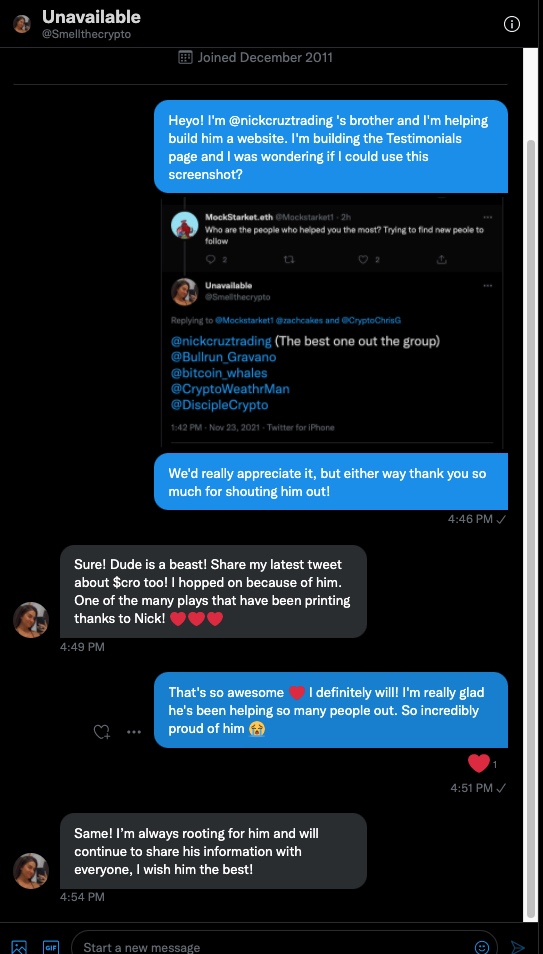 Unavailable
@Smellthecrypto
Joined December 2011
Heyo! I'm @nickcruztrading 's brother and I'm helping
build him a website. I'm building the Testimonials
page and I was wondering if I could use this
screenshot?
MockStarket.eth @Mockstarket1 · 2h
Who are the people who helped you the most? Trying to find new peole to
follow
2
2
Unavailable
@Smellthecrypto
Replying to @Mockstarket1 @zachcakes and @CryptoChrisG
@nickcruztrading (The best one out the group)
@Bullrun_Gravano
@bitcoin_whales
@CryptoWeathrMan
@DiscipleCrypto
1:42 PM · Nov 23, 2021 · Twitter for iPhone
We'd really appreciate it, but either way thank you so
much for shouting him out!
4:46 PM ✓
Sure! Dude is a beast! Share my latest tweet
about $cro too! I hopped on because of him.
One of the many plays that have been printing
thanks to Nick! ❤️❤️❤️
4:49 PM
That's so awesome ❤️ I definitely will! I'm really glad
he's been helping so many people out. So incredibly
proud of him 😭
❤️ 1
4:51 PM ✓
Same! I'm always rooting for him and will
continue to share his information with
everyone, I wish him the best!
4:54 PM
GIF
Start a new message